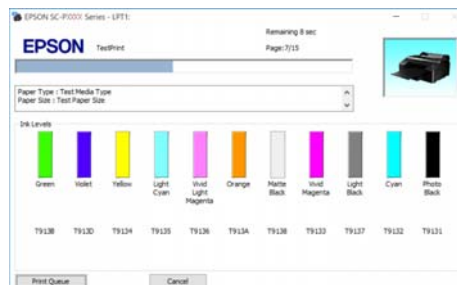 EPSON SC-PXXXX Series - LPT1:
Remaining 8 sec
EPSON TestPrint Page:7/15
Paper Type : Test Media Type
Paper Size : Test Paper Size
Ink Levels
Green Violet Yellow Light Cyan Vivid Light Magenta Orange Matte Black Vivid Magenta Light Black Cyan Photo Black
T913B T913D T9134 T9135 T9136 T913A T9138 T9133 T9137 T9132 T9131
Print Queue Cancel